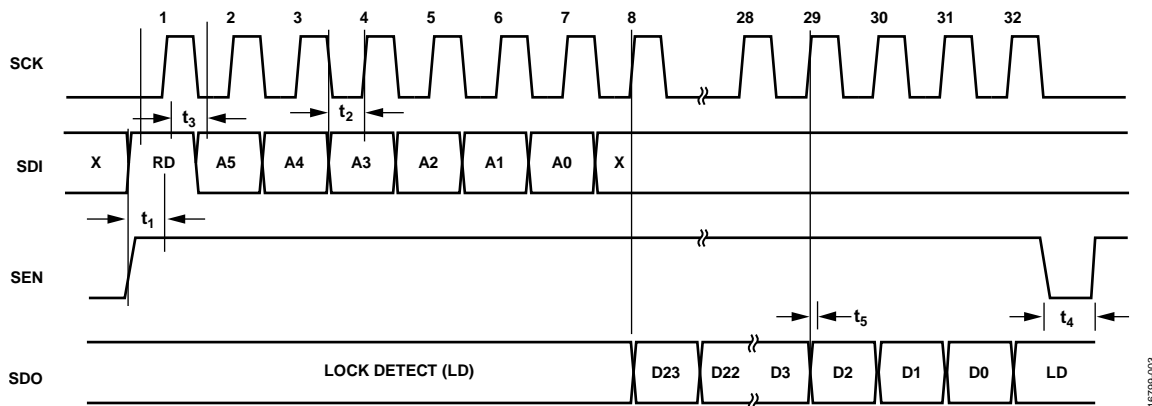 1 2 3 4 5 6 7 8 28 29 30 31 32
SCK
t3
t2
SDI X RD A5 A4 A3 A2 A1 A0 X
t1
SEN
t5
t4
SDO LOCK DETECT (LD) D23 D22 D3 D2 D1 D0 LD
16799-003